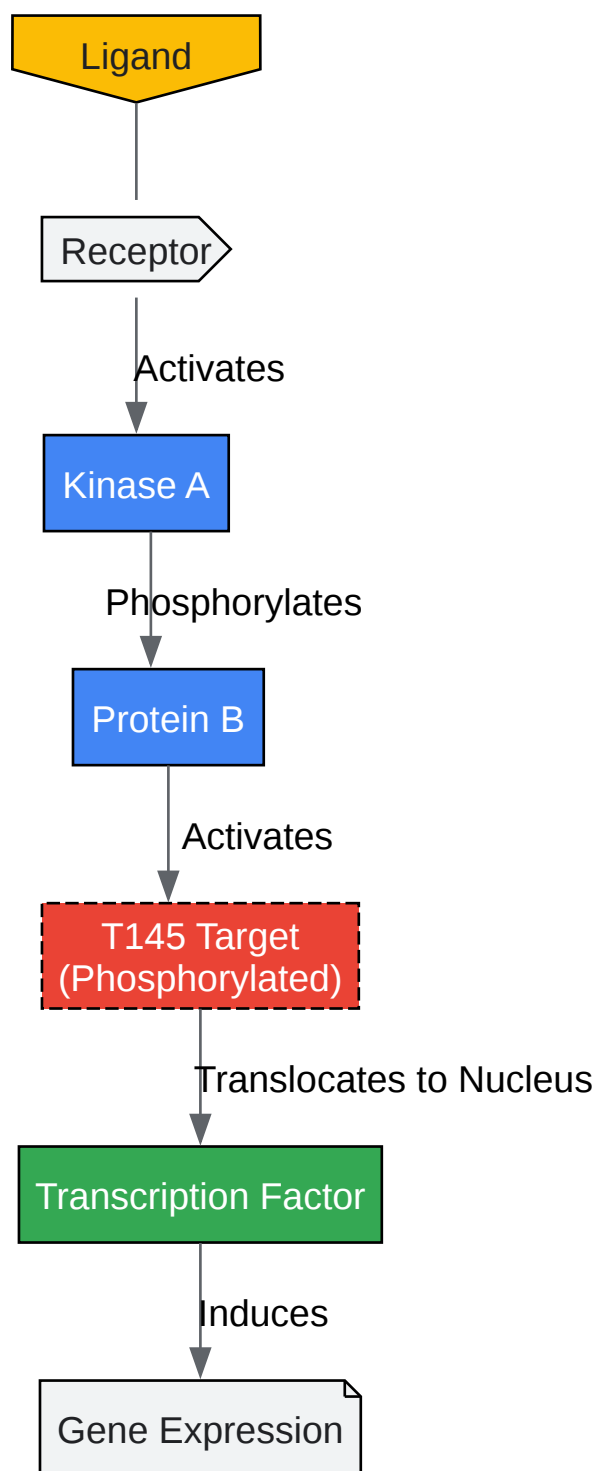 Ligand
Receptor
Activates
Kinase A
Phosphorylates
Protein B
Activates
T145 Target
(Phosphorylated)
Translocates to Nucleus
Transcription Factor
Induces
Gene Expression